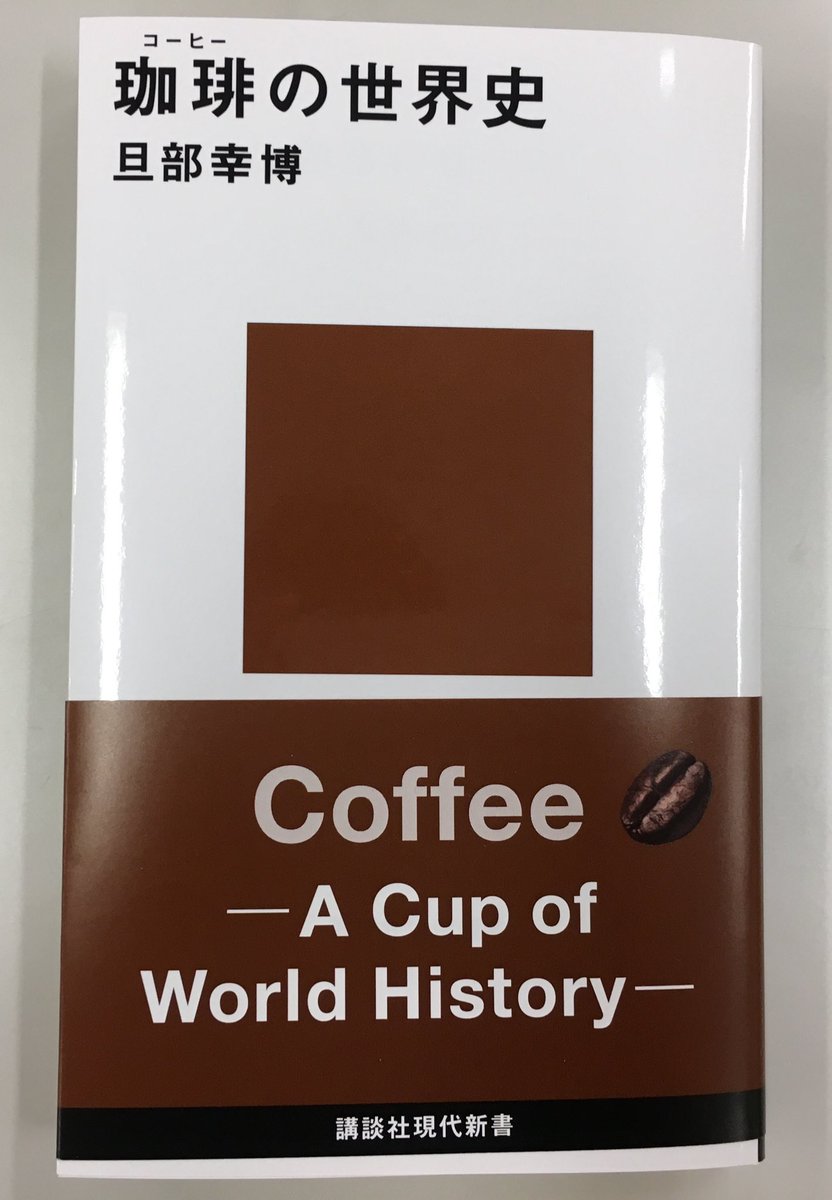 コーヒー
珈琲の世界史
旦部幸博
Coffee
—A Cup of
World History—
講談社現代新書